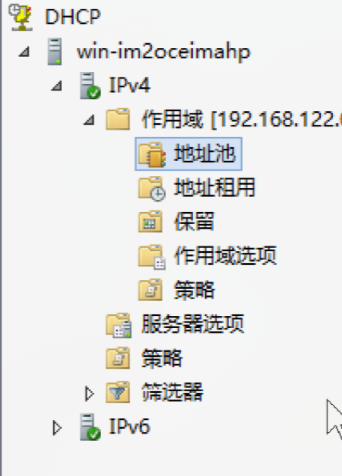 DHCP
win-im2oceimahp
IPv4
作用域 [192.168.122.0
地址池
地址租用
保留
作用域选项
策略
服务器选项
策略
筛选器
IPv6